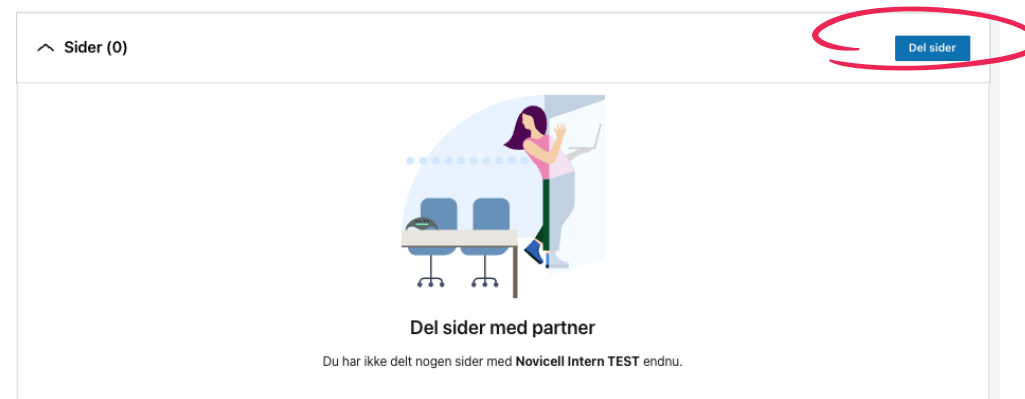 Sider (0)
Del sider
Del sider med partner
Du har ikke delt nogen sider med Novicell Intern TEST endnu.